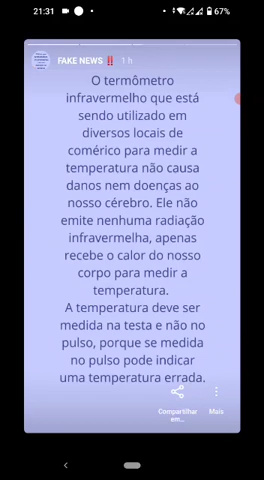 21:31
67%
FAKE NEWS ‼️ 1 h
O termômetro
infravermelho que está
sendo utilizado em
diversos locais de
comérico para medir a
temperatura não causa
danos nem doenças ao
nosso cérebro. Ele não
emite nenhuma radiação
infravermelha, apenas
recebe o calor do nosso
corpo para medir a
temperatura.
A temperatura deve ser
medida na testa e não no
pulso, porque se medida
no pulso pode indicar
uma temperatura errada.
Compartilhar
em...
Mais